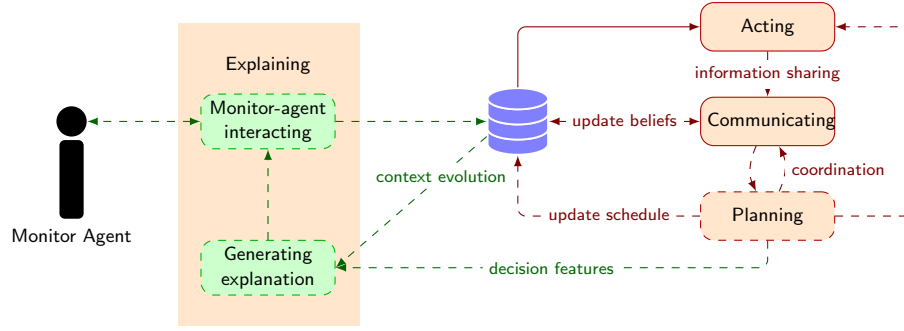 Acting
Explaining
information sharing
Monitor-agent
interacting
update beliefs
Communicating
context evolution
coordination
Monitor Agent
update schedule
Planning
Generating
explanation
decision features